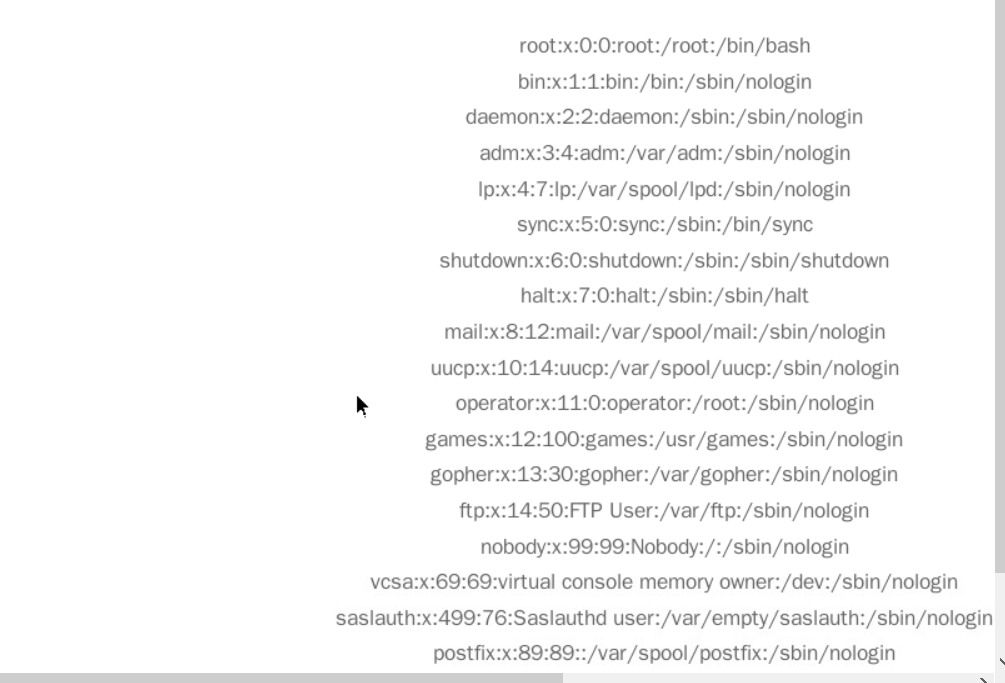 root:x:0:0:root:/root:/bin/bash
bin:x:1:1:bin:/bin:/sbin/nologin
daemon:x:2:2:daemon:/sbin:/sbin/nologin
adm:x:3:4:adm:/var/adm:/sbin/nologin
lp:x:4:7:lp:/var/spool/lpd:/sbin/nologin
sync:x:5:0:sync:/sbin:/bin/sync
shutdown:x:6:0:shutdown:/sbin:/sbin/shutdown
halt:x:7:0:halt:/sbin:/sbin/halt
mail:x:8:12:mail:/var/spool/mail:/sbin/nologin
uucp:x:10:14:uucp:/var/spool/uucp:/sbin/nologin
operator:x:11:0:operator:/root:/sbin/nologin
games:x:12:100:games:/usr/games:/sbin/nologin
gopher:x:13:30:gopher:/var/gopher:/sbin/nologin
ftp:x:14:50:FTP User:/var/ftp:/sbin/nologin
nobody:x:99:99:Nobody:/:/sbin/nologin
vcsa:x:69:69:virtual console memory owner:/dev:/sbin/nologin
saslauth:x:499:76:Saslauthd user:/var/empty/saslauth:/sbin/nologin
postfix:x:89:89::/var/spool/postfix:/sbin/nologin